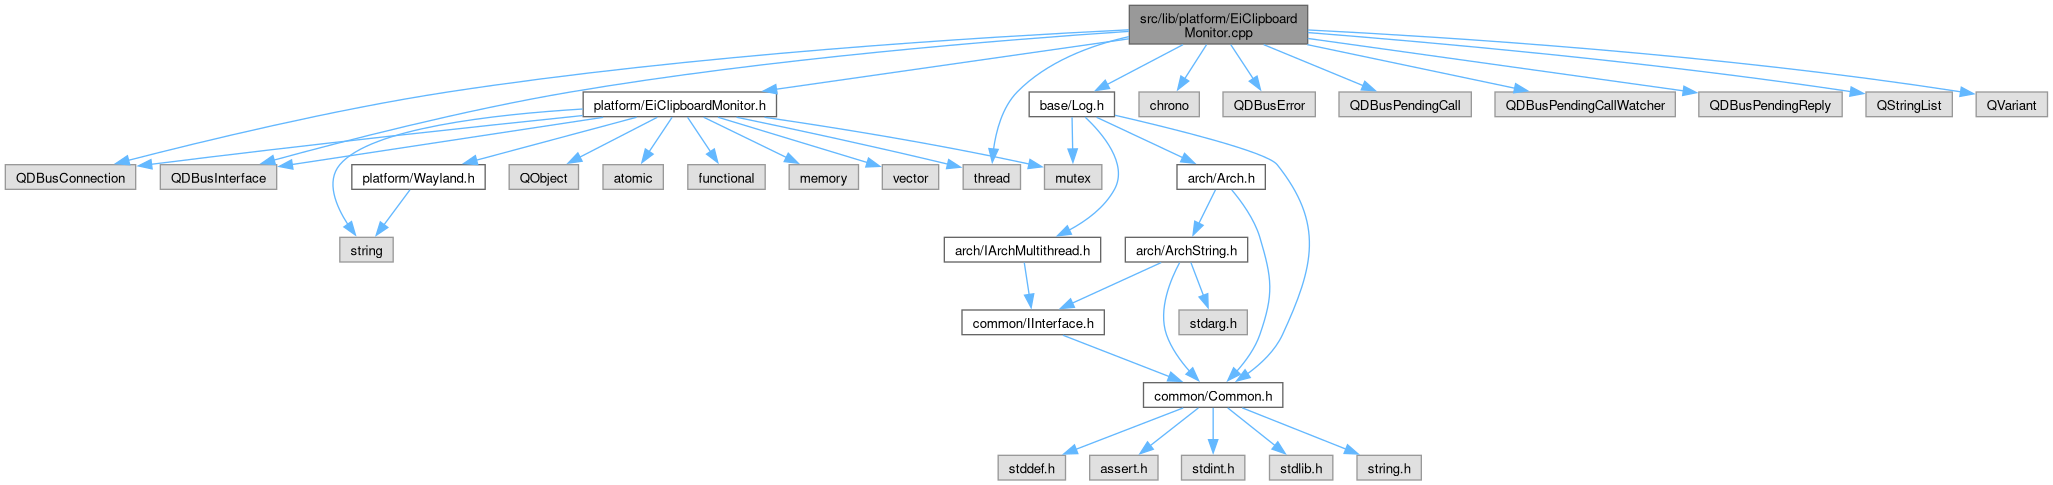 src/lib/platform/EiClipboard
Monitor.cpp
platform/EiClipboardMonitor.h
base/Log.h
chrono
QDBusError
QDBusPendingCall
QDBusPendingCallWatcher
QDBusPendingReply
QStringList
QVariant
QDBusConnection
QDBusInterface
platform/Wayland.h
QObject
atomic
functional
memory
vector
thread
mutex
arch/Arch.h
string
arch/IArchMultithread.h
arch/ArchString.h
common/IInterface.h
stdarg.h
common/Common.h
stddef.h
assert.h
stdint.h
stdlib.h
string.h